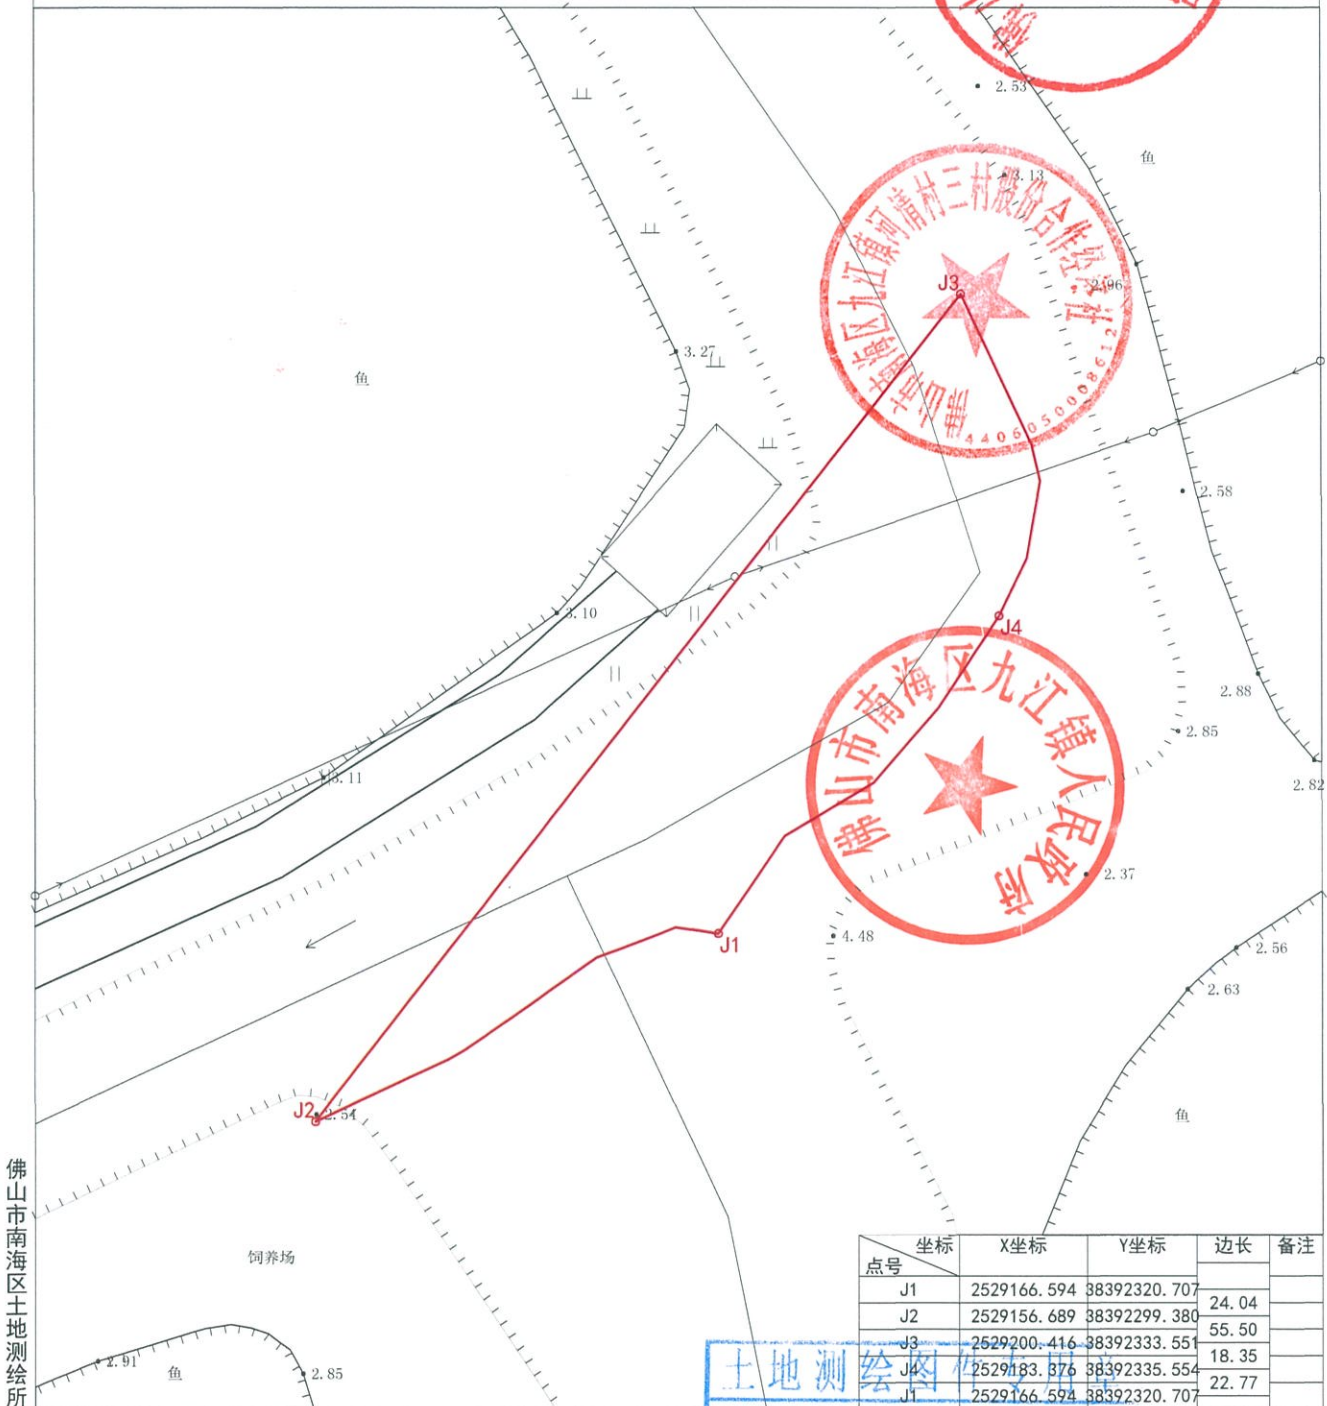 2.53
鱼
3.13
佛山市南海区九江镇河清村三村股份合作经济社
4406050008612
2.96
J3
3.27
鱼
2.58
3.10
J4
2.88
2.85
佛山市南海区九江镇人民政府
2.82
3.11
2.37
4.48
J1
2.56
2.63
J2
2.54
鱼
佛山市南海区土地测绘所
饲养场
2.91
鱼
2.85
坐标 点号 X坐标 Y坐标 边长 备注
J1 2529166.594 38392320.707
24.04
J2 2529156.689 38392299.380
55.50
J3 2529200.416 38392333.551
18.35
J4 2529183.376 38392335.554
22.77
J1 2529166.594 38392320.707
土地测绘图件专用章